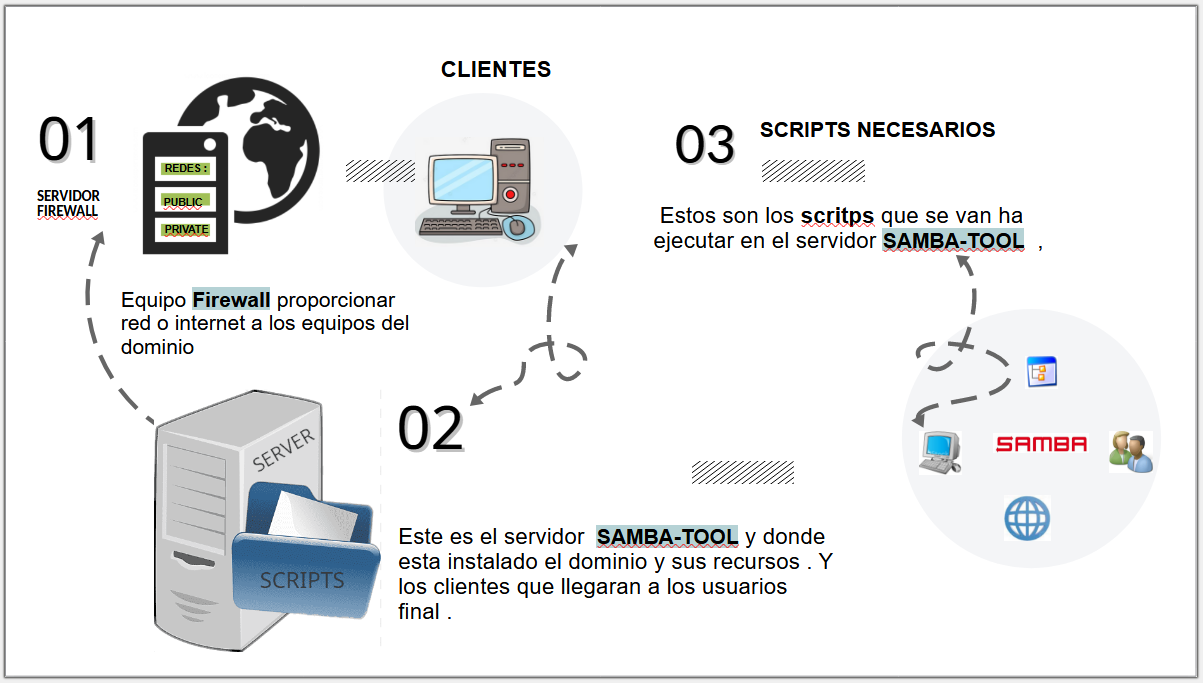 CLIENTES
01
REDES :
PUBLIC
PRIVATE
SERVIDOR
FIREWALL
Equipo Firewall proporcionar
red o internet a los equipos del
dominio
03
SCRIPTS NECESARIOS
Estos son los scritps que se van ha
ejecutar en el servidor SAMBA-TOOL ,
SERVER
SCRIPTS
02
Este es el servidor SAMBA-TOOL y donde
esta instalado el dominio y sus recursos . Y
los clientes que llegaran a los usuarios
final .
SAMBA